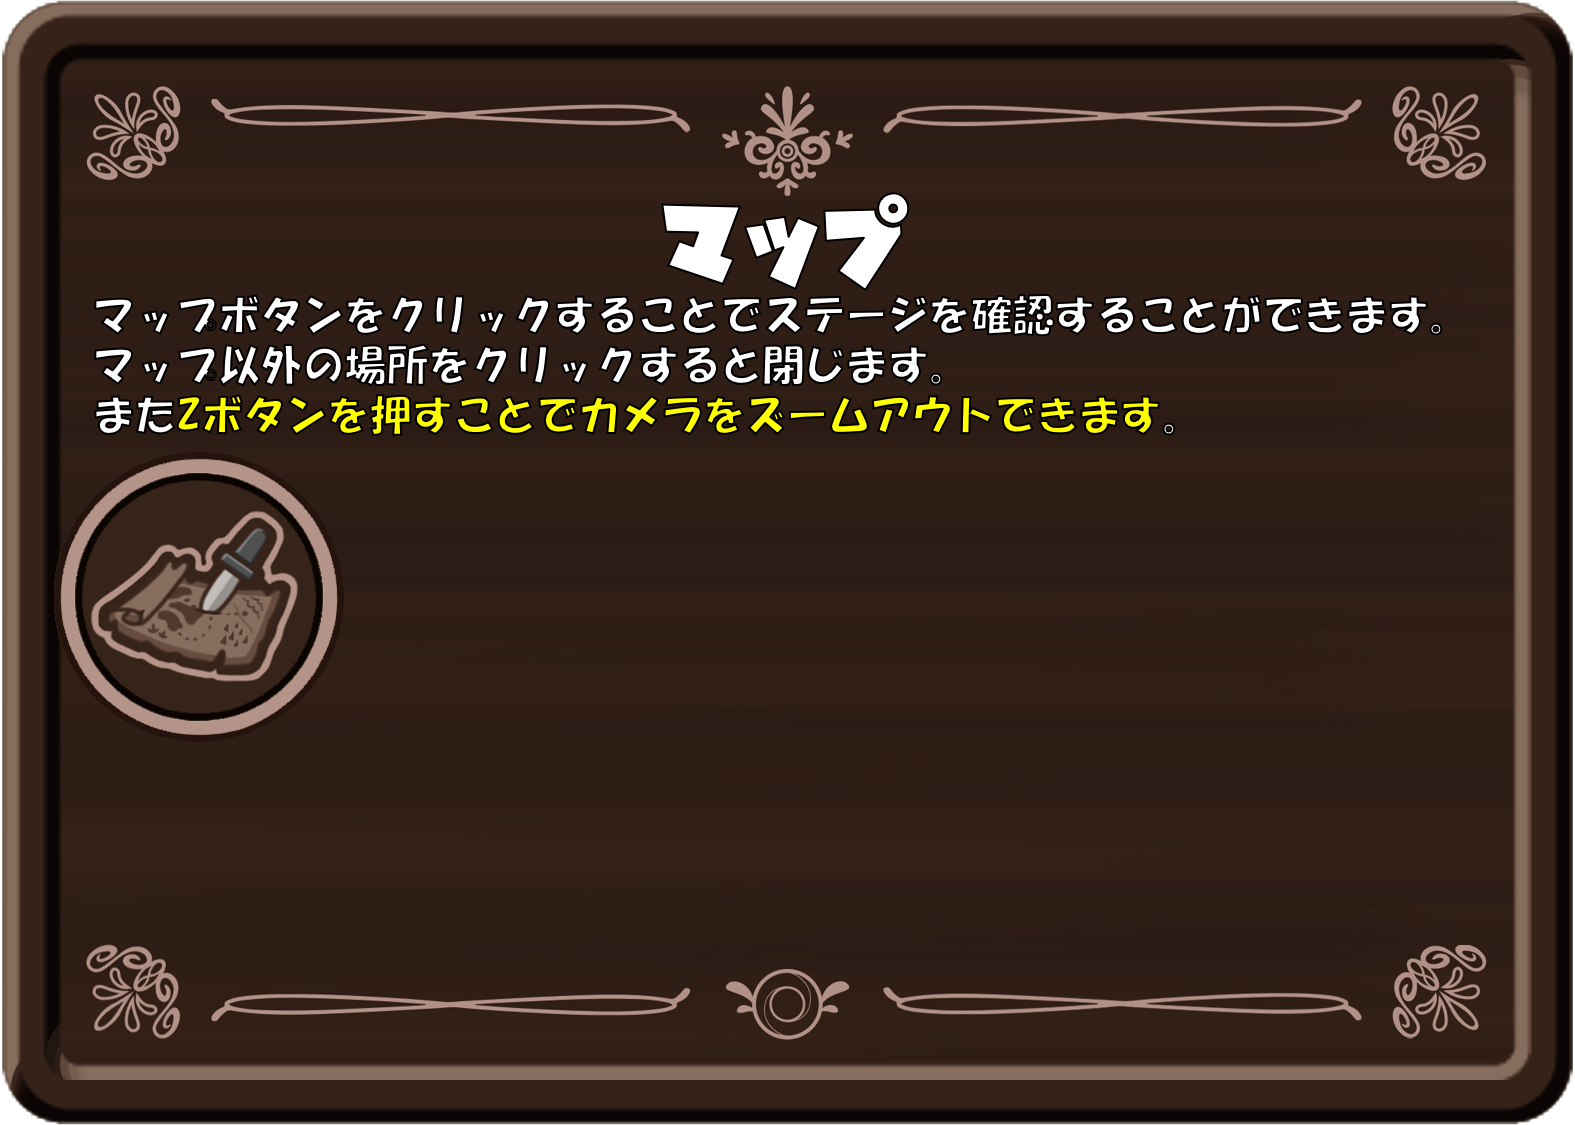 マップ
マップボタンをクリックすることでステージを確認することができます。
マップ以外の場所をクリックすると閉じます。
またZボタンを押すことでカメラをズームアウトできます。